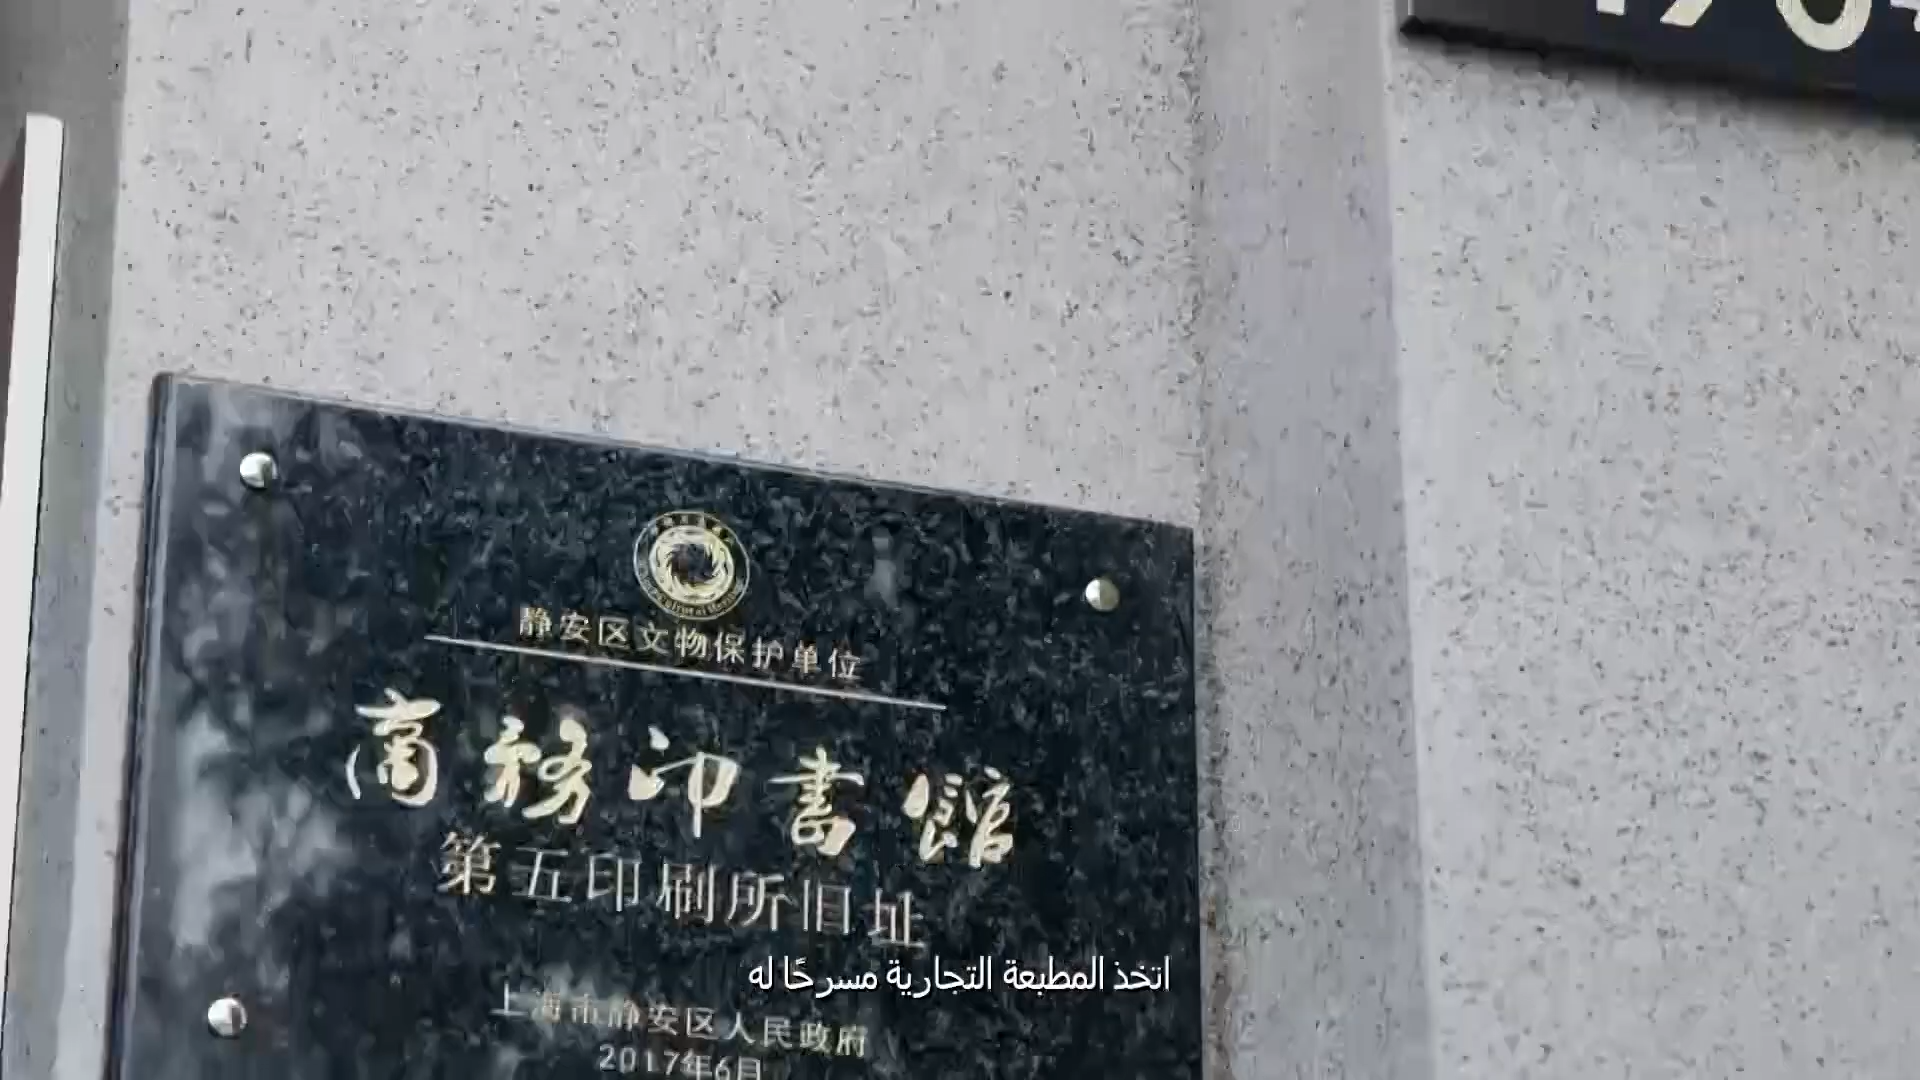 静安区文物保护单位
商務印書館
第五印刷所旧址
اتخذ المطبعة التجارية مسرحًا له
上海市静安区人民政府
2017年6月